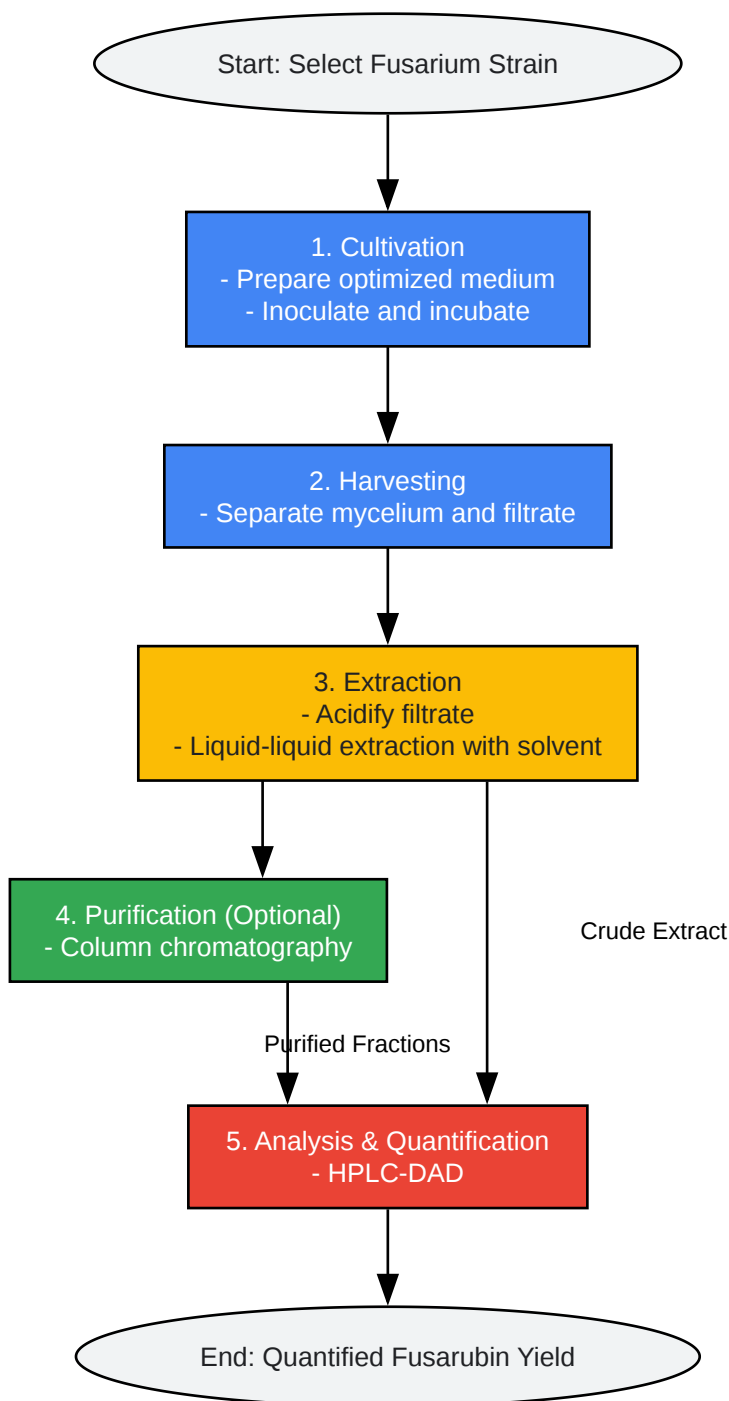 Start: Select Fusarium Strain
1. Cultivation
- Prepare optimized medium
- Inoculate and incubate
2. Harvesting
- Separate mycelium and filtrate
3. Extraction
- Acidify filtrate
- Liquid-liquid extraction with solvent
4. Purification (Optional)
- Column chromatography
Crude Extract
Purified Fractions
5. Analysis & Quantification
- HPLC-DAD
End: Quantified Fusarubin Yield